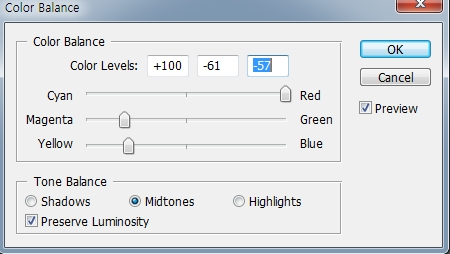 Color Balance
Color Balance
OK
Color Levels: +100 -61 -57
Cancel
Cyan Red
Preview
Magenta Green
Yellow Blue
Tone Balance
Shadows Midtones Highlights
Preserve Luminosity